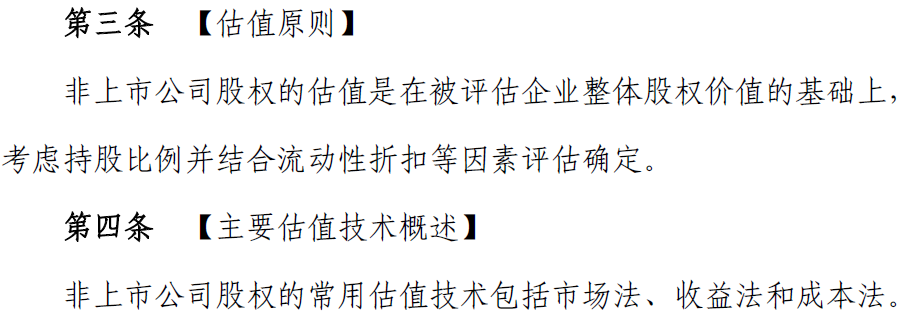 第三条 【估值原则】
非上市公司股权的估值是在被评估企业整体股权价值的基础上，
考虑持股比例并结合流动性折扣等因素评估确定。
第四条 【主要估值技术概述】
非上市公司股权的常用估值技术包括市场法、收益法和成本法。